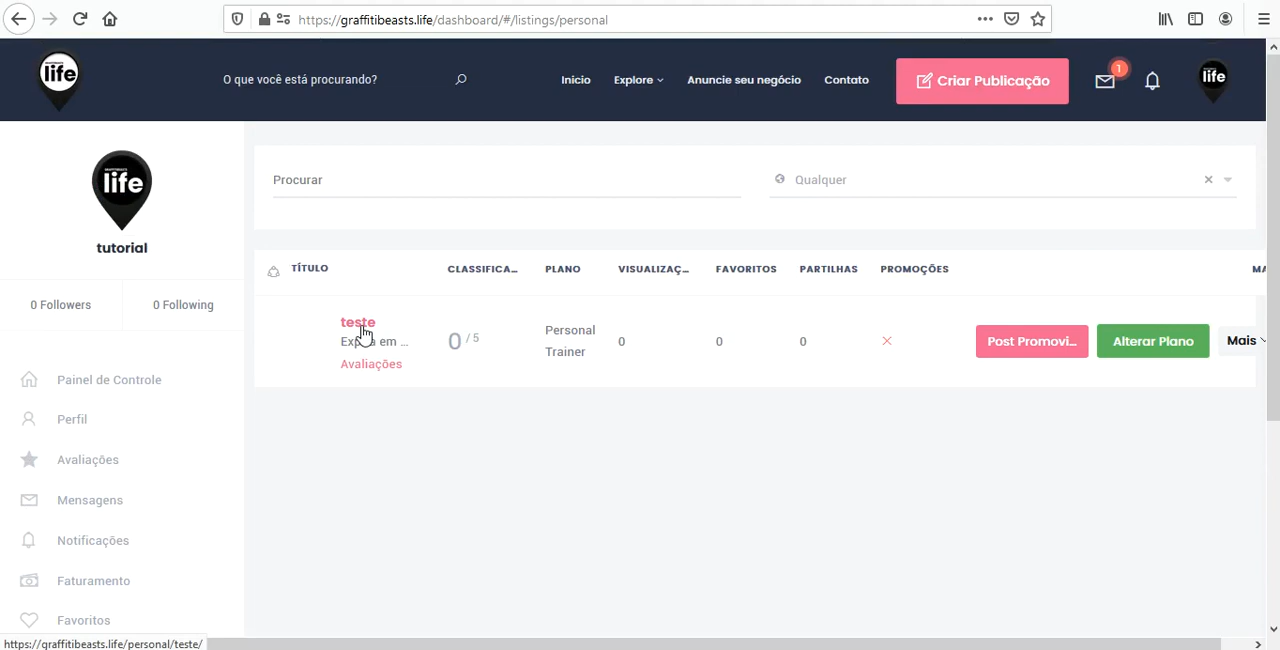 https://graffitibeasts.life/dashboard/#/listings/personal
life
O que você está procurando?
Inicio
Explore
Anuncie seu negócio
Contato
Criar Publicação
1
life
life
tutorial
0 Followers
0 Following
Painel de Controle
Perfil
Avaliações
Mensagens
Notificações
Faturamento
Favoritos
Procurar
Qualquer
TÍTULO
CLASSIFICA...
PLANO
VISUALIZAÇ...
FAVORITOS
PARTILHAS
PROMOÇÕES
teste
em ...
Avaliações
0 / 5
Personal
Trainer
0
0
0
Post Promovi...
Alterar Plano
Mais
https://graffitibeasts.life/personal/teste/